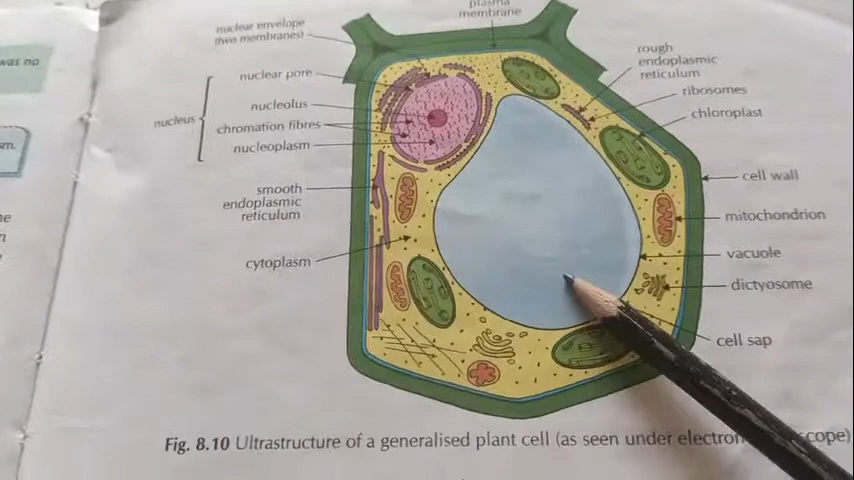 was no
sm.
plasma
membrane
nuclear envelope
(two membranes)
nuclear pore
nucleolus
nucleus
chromation fibres
nucleoplasm
smooth
endoplasmic
reticulum
cytoplasm
rough
endoplasmic
reticulum
ribosomes
chloroplast
cell wall
mitochondrion
vacuole
dictyosome
cell sap
Fig. 8.10 Ultrastructure of a generalised plant cell (as seen under electron